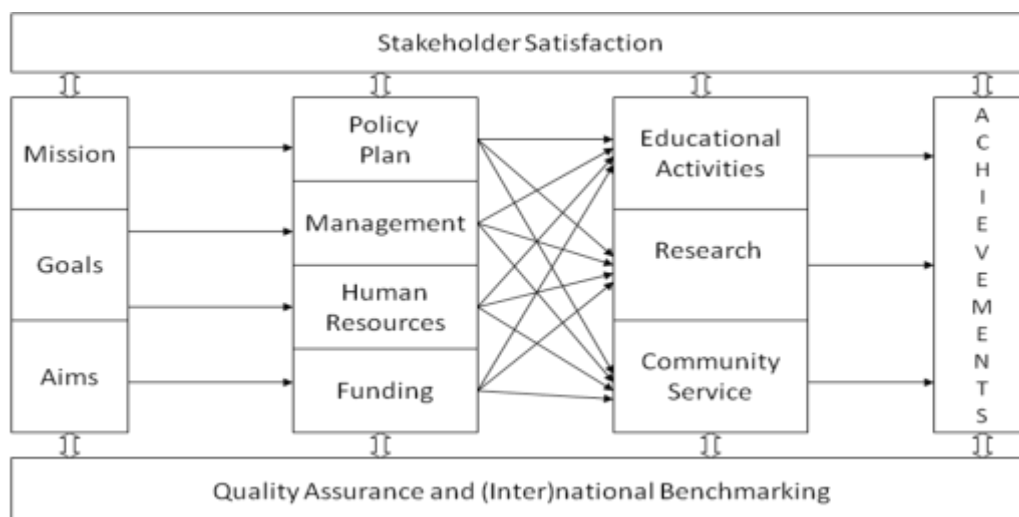 Stakeholder Satisfaction
Mission
Goals
Aims
Policy
Plan
Management
Human
Resources
Funding
Educational
Activities
Research
Community
Service
A
C
H
I
E
V
E
M
E
N
T
S
Quality Assurance and (Inter)national Benchmarking